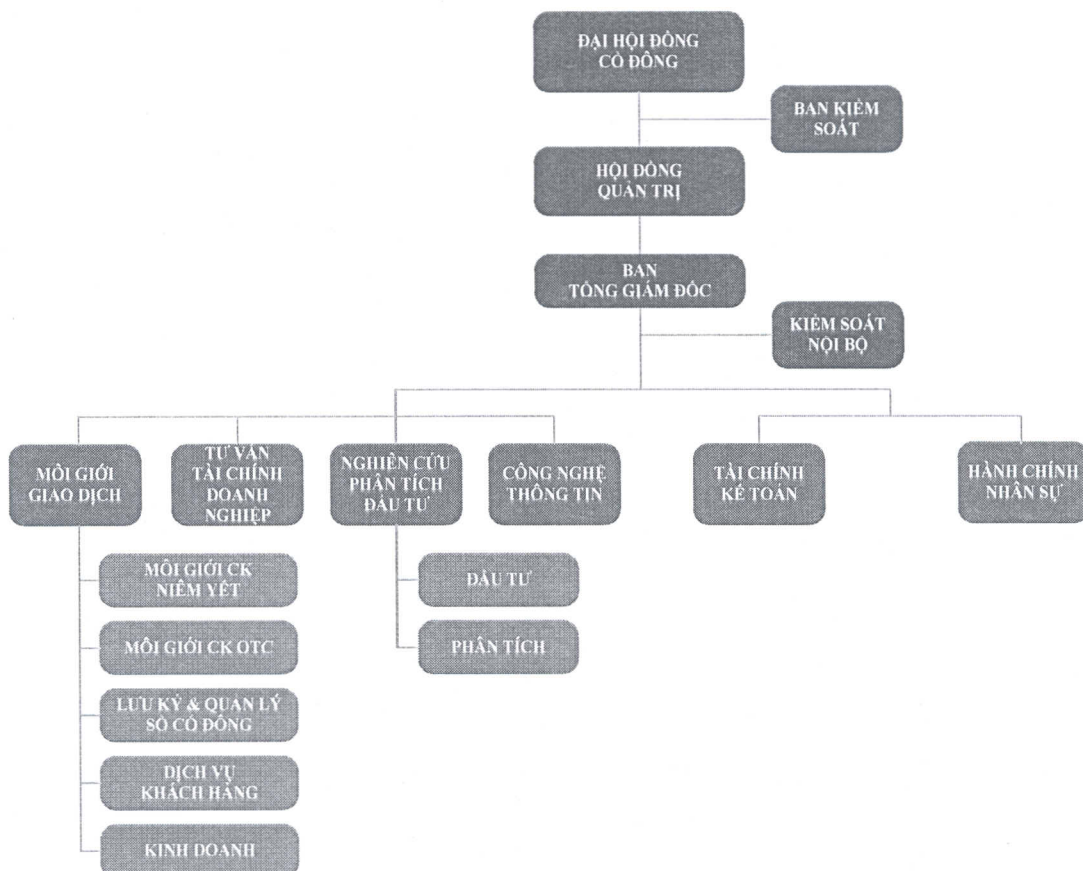 ĐẠI HỘI ĐỒNG
CỔ ĐÔNG
BAN KIỂM
SOÁT
HỘI ĐỒNG
QUẢN TRỊ
BAN
TỔNG GIÁM ĐỐC
KIỂM SOÁT
NỘI BỘ
MÔI GIỚI
GIAO DỊCH
TƯ VẤN
TÀI CHÍNH
DOANH
NGHIỆP
NGHIÊN CỨU
PHÂN TÍCH
ĐẦU TƯ
CÔNG NGHỆ
THÔNG TIN
TÀI CHÍNH
KẾ TOÁN
HÀNH CHÍNH
NHÂN SỰ
MÔI GIỚI CK
NIÊM YẾT
MÔI GIỚI CK OTC
LƯU KÝ & QUẢN LÝ
SỔ CỔ ĐÔNG
DỊCH VỤ
KHÁCH HÀNG
KINH DOANH
ĐẦU TƯ
PHÂN TÍCH